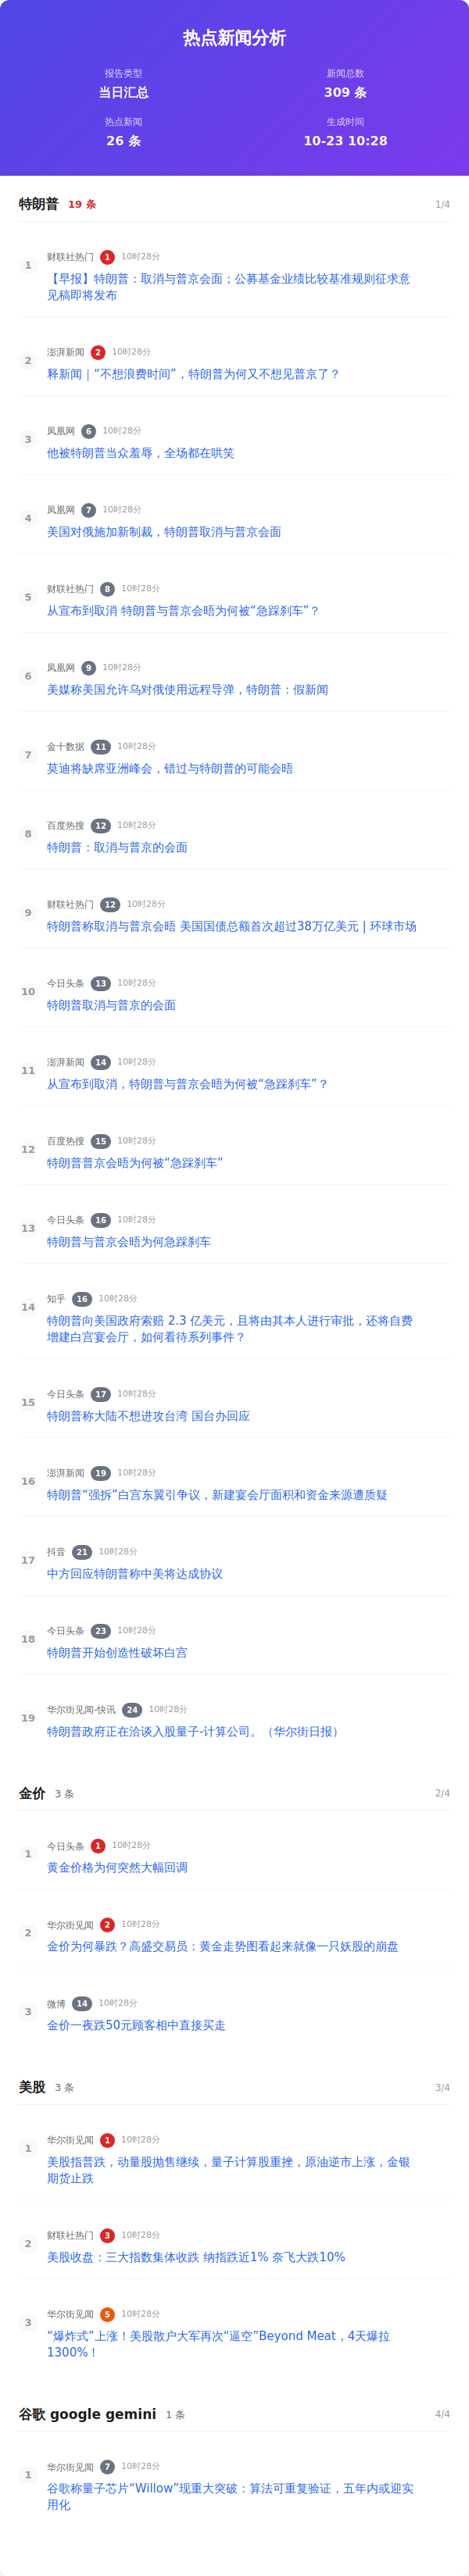 热点新闻分析
报告类型
当日汇总
新闻总数
309 条
热点新闻
26 条
生成时间
10-23 10:28
特朗普 19 条 1/4
1
财联社热门 1 10时28分
【早报】特朗普：取消与普京会面；公募基金业绩比较基准规则征求意
见稿即将发布
2
澎湃新闻 2 10时28分
释新闻｜“不想浪费时间”，特朗普为何又不想见普京了？
3
凤凰网 6 10时28分
他被特朗普当众羞辱，全场都在哄笑
4
凤凰网 7 10时28分
美国对俄施加新制裁，特朗普取消与普京会面
5
财联社热门 8 10时28分
从宣布到取消 特朗普与普京会晤为何被“急踩刹车”？
6
凤凰网 9 10时28分
美媒称美国允许乌对俄使用远程导弹，特朗普：假新闻
7
金十数据 11 10时28分
莫迪将缺席亚洲峰会，错过与特朗普的可能会晤
8
百度热搜 12 10时28分
特朗普：取消与普京的会面
9
财联社热门 12 10时28分
特朗普称取消与普京会晤 美国国债总额首次超过38万亿美元 | 环球市场
10
今日头条 13 10时28分
特朗普取消与普京的会面
11
澎湃新闻 14 10时28分
从宣布到取消，特朗普与普京会晤为何被“急踩刹车”？
12
百度热搜 15 10时28分
特朗普普京会晤为何被“急踩刹车”
13
今日头条 16 10时28分
特朗普与普京会晤为何急踩刹车
14
知乎 16 10时28分
特朗普向美国政府索赔 2.3 亿美元，且将由其本人进行审批，还将自费
增建白宫宴会厅，如何看待系列事件？
15
今日头条 17 10时28分
特朗普称大陆不想进攻台湾 国台办回应
16
澎湃新闻 19 10时28分
特朗普“强拆”白宫东翼引争议，新建宴会厅面积和资金来源遭质疑
17
抖音 21 10时28分
中方回应特朗普称中美将达成协议
18
今日头条 23 10时28分
特朗普开始创造性破坏白宫
19
华尔街见闻-快讯 24 10时28分
特朗普政府正在洽谈入股量子-计算公司。（华尔街日报）
金价 3 条 2/4
1
今日头条 1 10时28分
黄金价格为何突然大幅回调
2
华尔街见闻 2 10时28分
金价为何暴跌？高盛交易员：黄金走势图看起来就像一只妖股的崩盘
3
微博 14 10时28分
金价一夜跌50元顾客相中直接买走
美股 3 条 3/4
1
华尔街见闻 1 10时28分
美股指普跌，动量股抛售继续，量子计算股重挫，原油逆市上涨，金银
期货止跌
2
财联社热门 3 10时28分
美股收盘：三大指数集体收跌 纳指跌近1% 奈飞大跌10%
3
华尔街见闻 5 10时28分
“爆炸式”上涨！美股散户大军再次“逼空”Beyond Meat，4天爆拉
1300%！
谷歌 google gemini 1 条 4/4
1
华尔街见闻 7 10时28分
谷歌称量子芯片“Willow”现重大突破：算法可重复验证，五年内或迎实
用化